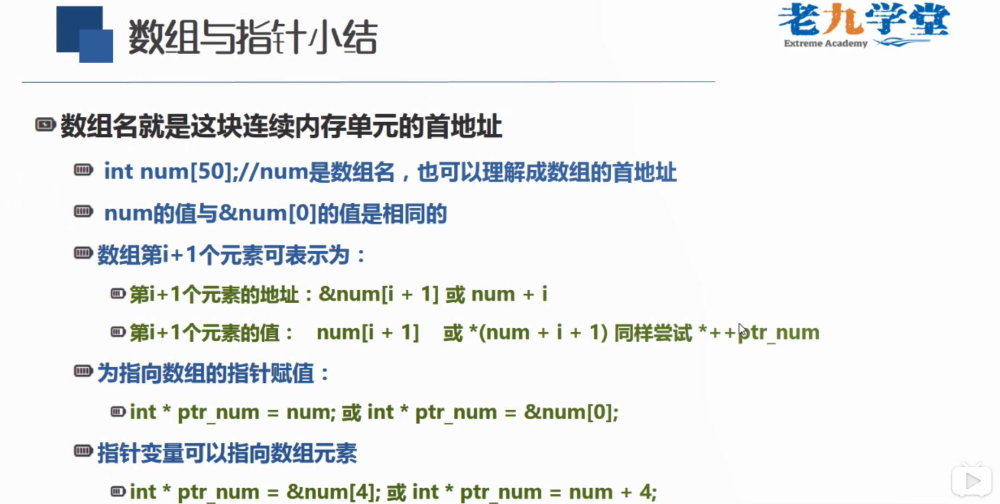 数组与指针小结
老九学堂
Extreme Academy
数组名就是这块连续内存单元的首地址
int num[50];//num是数组名，也可以理解成数组的首地址
num的值与&num[0]的值是相同的
数组第i+1个元素可表示为：
第i+1个元素的地址：&num[i + 1] 或 num + i
第i+1个元素的值： num[i + 1] 或 *(num + i + 1) 同样尝试 *++ptr_num
为指向数组的指针赋值：
int * ptr_num = num; 或 int * ptr_num = &num[0];
指针变量可以指向数组元素
int * ptr_num = &num[4]; 或 int * ptr_num = num + 4;